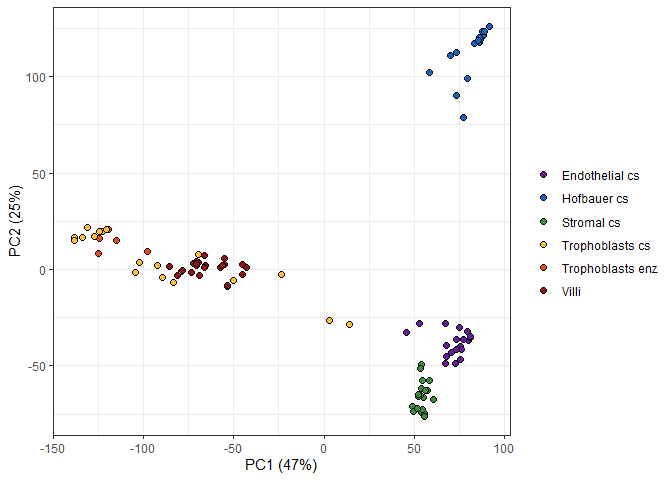 PC2 (25%)
100
50
0
-50
-150
-100
-50
0
50
100
PC1 (47%)
Endothelial cs
Hofbauer cs
Stromal cs
Trophoblasts cs
Trophoblasts enz
Villi